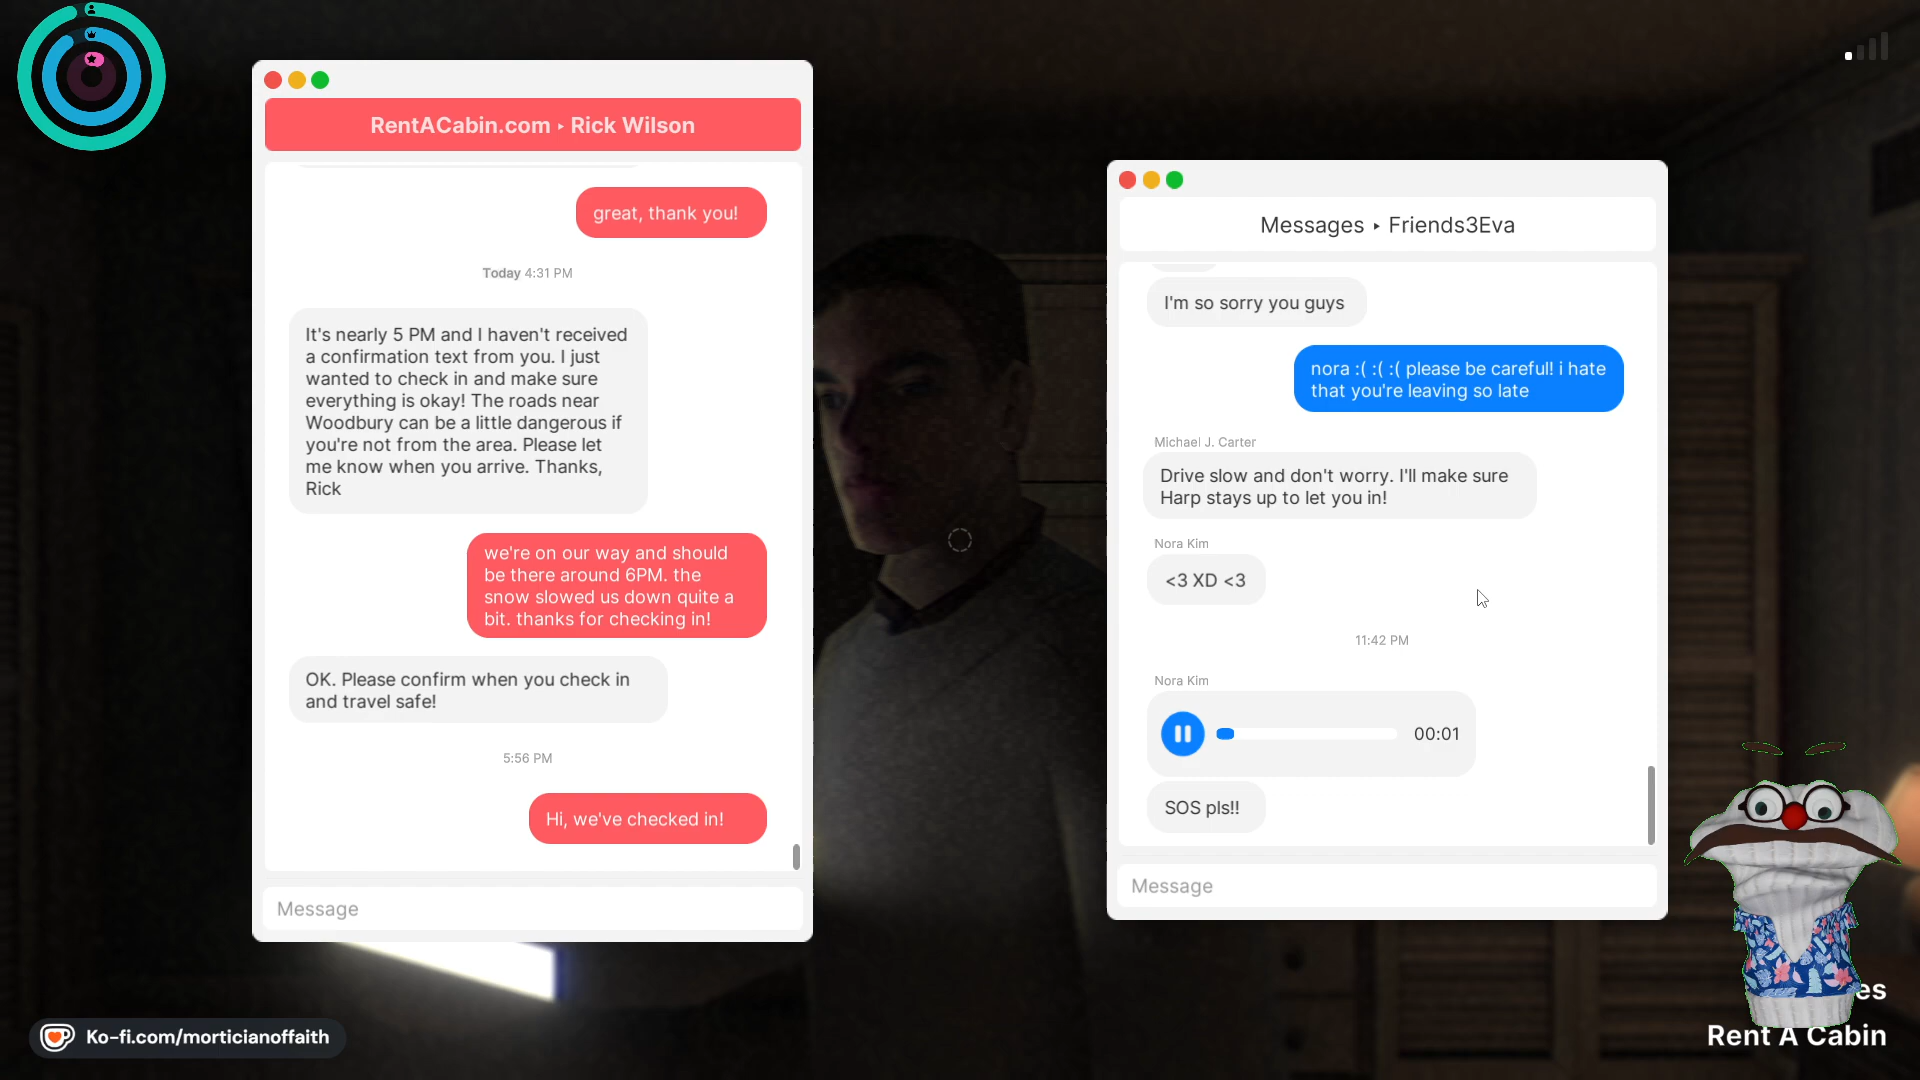 RentACabin.com ▸ Rick Wilson
great, thank you!
Today 4:31 PM
It's nearly 5 PM and I haven't received
a confirmation text from you. I just
wanted to check in and make sure
everything is okay! The roads near
Woodbury can be a little dangerous if
you're not from the area. Please let
me know when you arrive. Thanks,
Rick
we're on our way and should
be there around 6PM. the
snow slowed us down quite a
bit. thanks for checking in!
OK. Please confirm when you check in
and travel safe!
5:56 PM
Hi, we've checked in!
Message
Messages ▸ Friends3Eva
I'm so sorry you guys
nora :( :( :( please be careful! i hate
that you're leaving so late
Michael J. Carter
Drive slow and don't worry. I'll make sure
Harp stays up to let you in!
Nora Kim
<3 XD <3
11:42 PM
Nora Kim
00:01
SOS pls!!
Message
Ko-fi.com/morticianoffaith
Rent A Cabin